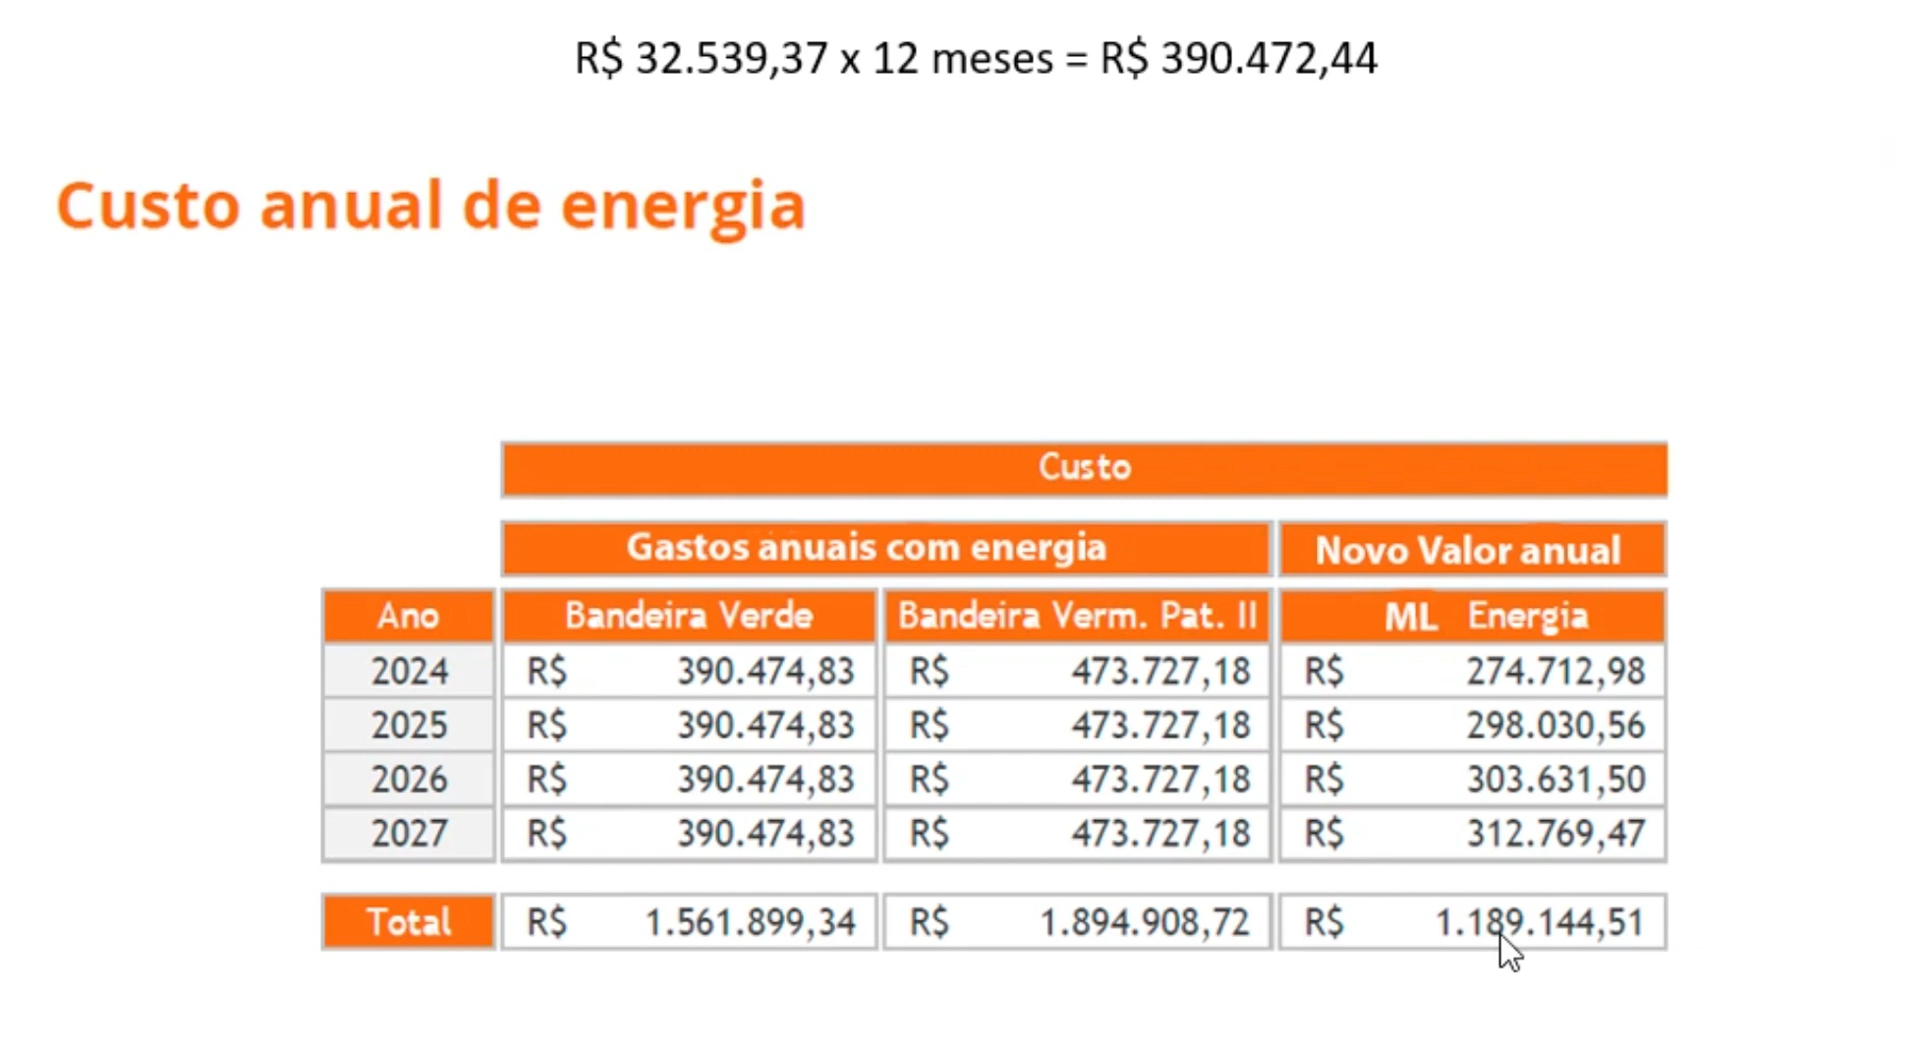 R$ 32.539,37 x 12 meses = R$ 390.472,44
Custo anual de energia
Custo
Gastos anuais com energia Novo Valor anual
Ano Bandeira Verde Bandeira Verm. Pat. II ML Energia
2024 R$ 390.474,83 R$ 473.727,18 R$ 274.712,98
2025 R$ 390.474,83 R$ 473.727,18 R$ 298.030,56
2026 R$ 390.474,83 R$ 473.727,18 R$ 303.631,50
2027 R$ 390.474,83 R$ 473.727,18 R$ 312.769,47
Total R$ 1.561.899,34 R$ 1.894.908,72 R$ 1.189.144,51